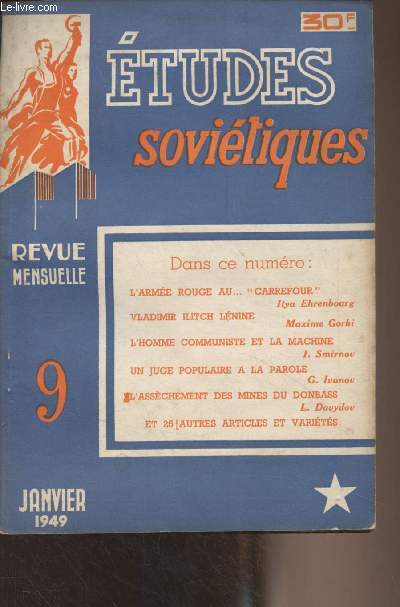 le-livre.com
30F
ÉTUDES
soviétiques
REVUE
MENSUELLE
Dans ce numéro :
L'ARMÉE ROUGE AU... "CARREFOUR"
Ilya Ehrenbourg
VLADIMIR ILITCH LÉNINE
Maxime Gorki
L'HOMME COMMUNISTE ET LA MACHINE
I. Smirnov
UN JUGE POPULAIRE A LA PAROLE
G. Ivanov
L'ASSÈCHEMENT DES MINES DU DONBASS
L. Davydov
ET 25 AUTRES ARTICLES ET VARIÉTÉS
9
JANVIER
1949